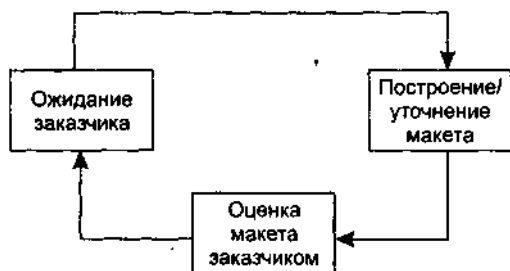 Ожидание
заказчика
Построение/
уточнение
макета
Оценка
макета
заказчиком